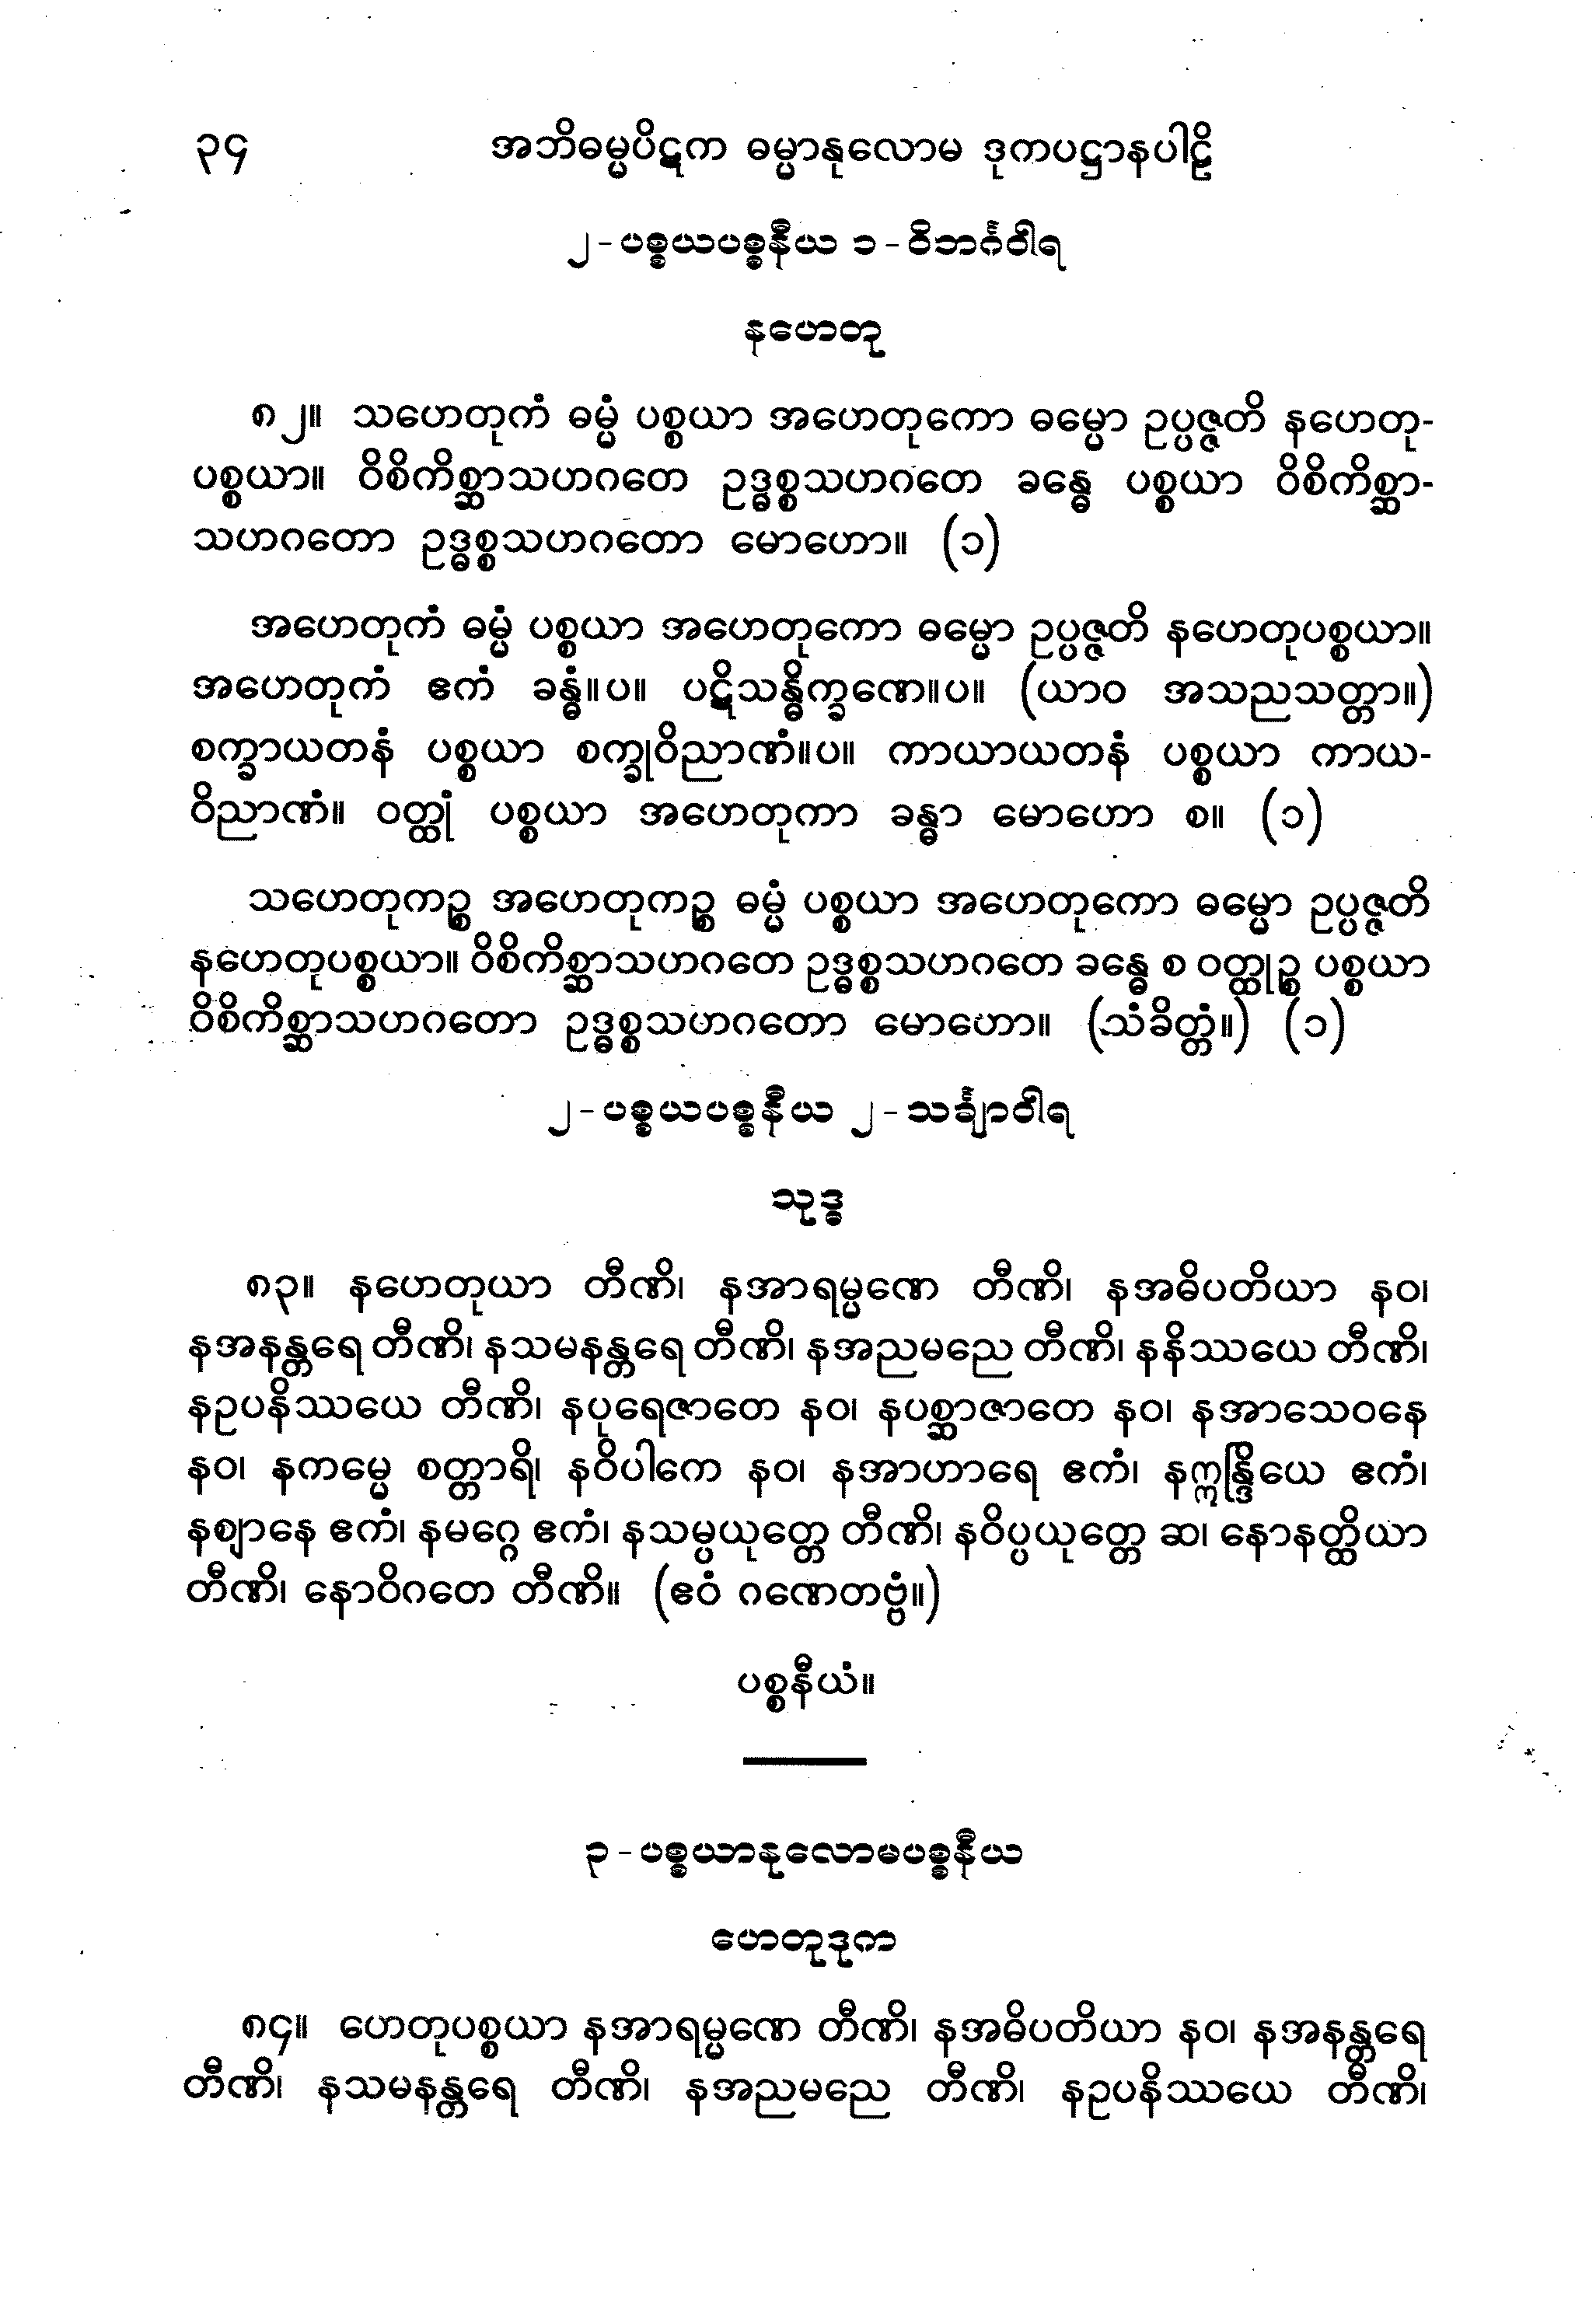 ၃၄ အဘိဓမ္မပိဋက ဓမ္မာနုလောမ ဒုကပဋ္ဌာနပါဠိ
၂-ပစ္စယပစ္စနီယ ၁-ဝိဘင်္ဂဝါရ
နဟေတု
၈၂။ သဟေတုကံ ဓမ္မံ ပစ္စယာ အဟေတုကော ဓမ္မော ဥပ္ပဇ္ဇတိ နဟေတု-
ပစ္စယာ။ ဝိစိကိစ္ဆာသဟဂတေ ဥဒ္ဓစ္စသဟဂတေ ခန္ဓေ ပစ္စယာ ဝိစိကိစ္ဆာ-
သဟဂတော ဥဒ္ဓစ္စသဟဂတော မောဟော။ (၁)
အဟေတုကံ ဓမ္မံ ပစ္စယာ အဟေတုကော ဓမ္မော ဥပ္ပဇ္ဇတိ နဟေတုပစ္စယာ။
အဟေတုကံ ဧကံ ခန္ဓံ။ပ။ ပဋိသန္ဓိက္ခဏေ။ပ။ (ယာဝ အသညသတ္တာ။)
စက္ခာယတနံ ပစ္စယာ စက္ခုဝိညာဏံ။ပ။ ကာယာယတနံ ပစ္စယာ ကာယ-
ဝိညာဏံ။ ဝတ္ထုံ ပစ္စယာ အဟေတုကာ ခန္ဓာ မောဟော စ။ (၁)
သဟေတုကဉ္စ အဟေတုကဉ္စ ဓမ္မံ ပစ္စယာ အဟေတုကော ဓမ္မော ဥပ္ပဇ္ဇတိ
နဟေတုပစ္စယာ။ ဝိစိကိစ္ဆာသဟဂတေ ဥဒ္ဓစ္စသဟဂတေ ခန္ဓေ စ ဝတ္ထုဉ္စ ပစ္စယာ
ဝိစိကိစ္ဆာသဟဂတော ဥဒ္ဓစ္စသဟဂတော မောဟော။ (သံခိတ္တံ။) (၁)
၂-ပစ္စယပစ္စနီယ ၂-သင်္ချာဝါရ
သုဒ္ဓ
၈၃။ နဟေတုယာ တီဏိ၊ နအာရမ္မဏေ တီဏိ၊ နအဓိပတိယာ နဝ၊
နအနန္တရေ တီဏိ၊ နသမနန္တရေ တီဏိ၊ နအညမညေ တီဏိ၊ နနိဿယေ တီဏိ၊
နဥပနိဿယေ တီဏိ၊ နပုရေဇာတေ နဝ၊ နပစ္ဆာဇာတေ နဝ၊ နအာသေဝနေ
နဝ၊ နကမ္မေ စတ္တာရိ၊ နဝိပါကေ နဝ၊ နအာဟာရေ ဧကံ၊ နဣန္ဒြိယေ ဧကံ၊
နဈာနေ ဧကံ၊ နမဂ္ဂေ ဧကံ၊ နသမ္ပယုတ္တေ တီဏိ၊ နဝိပ္ပယုတ္တေ ဆ၊ နောနတ္ထိယာ
တီဏိ၊ နောဝိဂတေ တီဏိ။ (ဧဝံ ဂဏေတဗ္ဗံ။)
ပစ္စနီယံ။
၃-ပစ္စယာနုလောမပစ္စနီယ
ဟေတုဒုက
၈၄။ ဟေတုပစ္စယာ နအာရမ္မဏေ တီဏိ၊ နအဓိပတိယာ နဝ၊ နအနန္တရေ
တီဏိ၊ နသမနန္တရေ တီဏိ၊ နအညမညေ တီဏိ၊ နဥပနိဿယေ တီဏိ၊